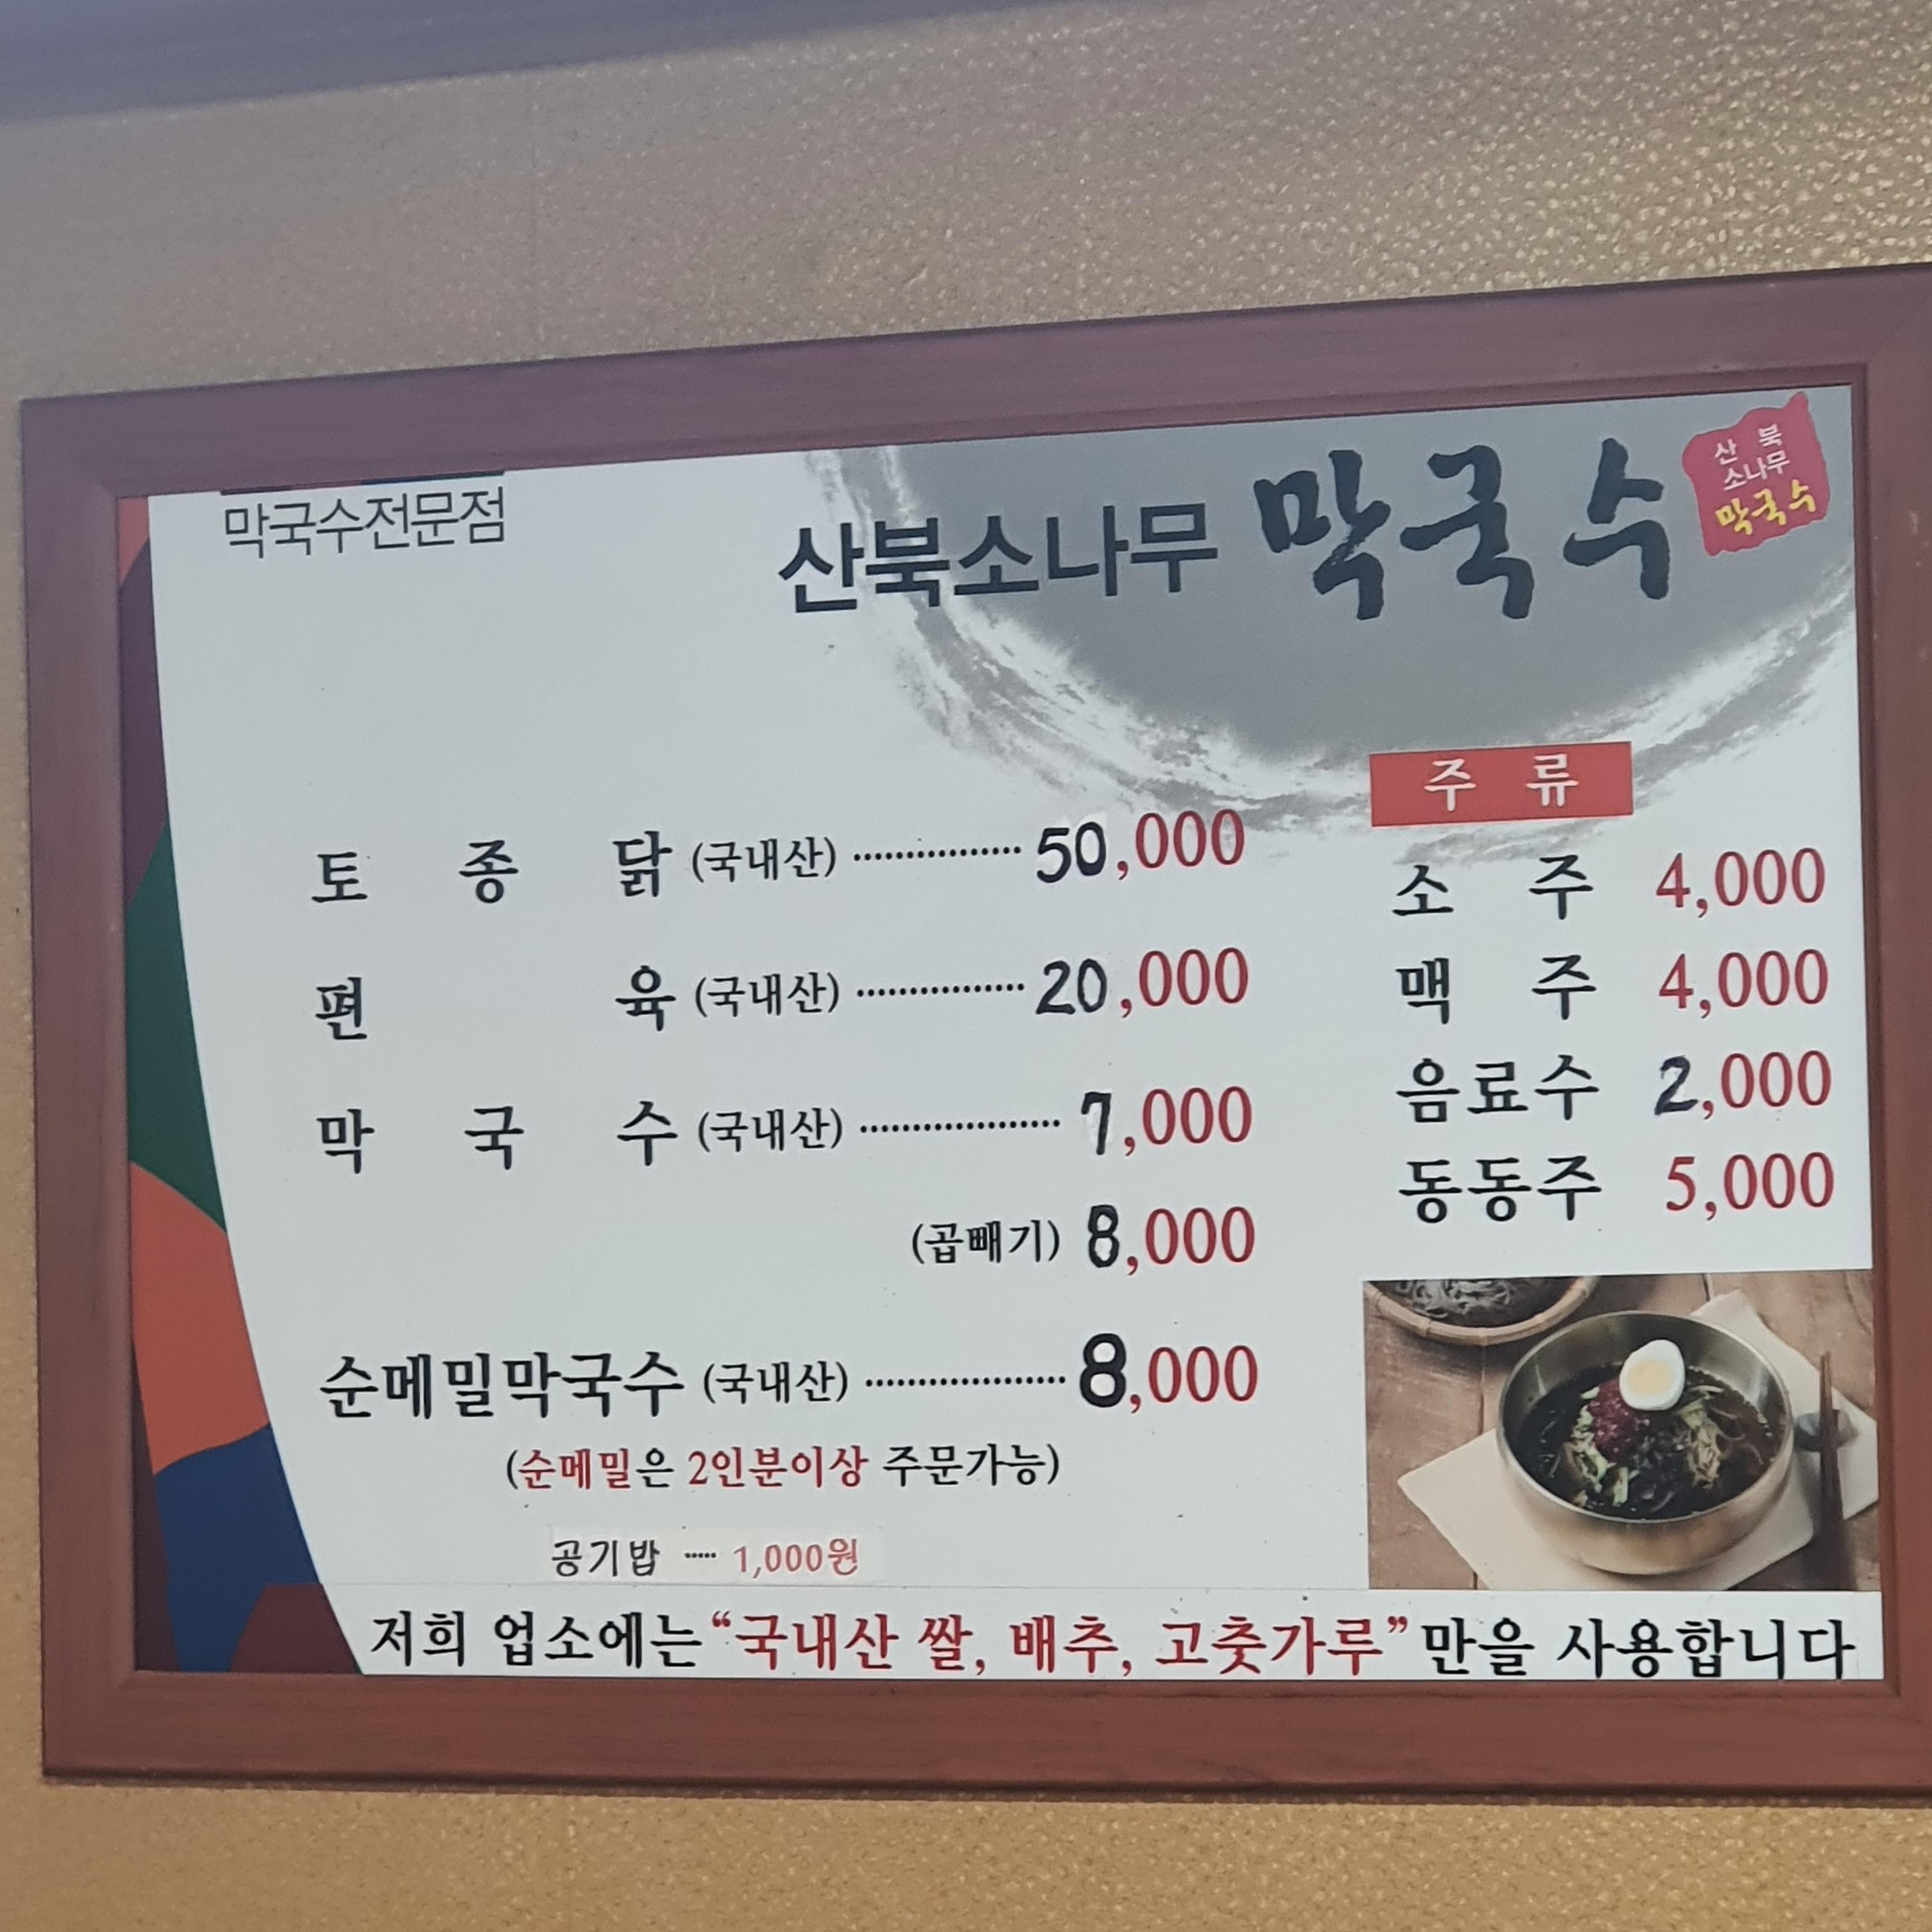 막국수전문점
산북소나무 막국수
산 북
소나무
막국수
토 종 닭 (국내산) ················ 50,000
편 육 (국내산) ················ 20,000
막 국 수 (국내산) ··················· 7,000
(곱빼기) 8,000
순메밀막국수 (국내산) ··················· 8,000
(순메밀은 2인분이상 주문가능)
공기밥 ····· 1,000원
주 류
소 주 4,000
맥 주 4,000
음료수 2,000
동동주 5,000
저희 업소에는 “국내산 쌀, 배추, 고춧가루” 만을 사용합니다